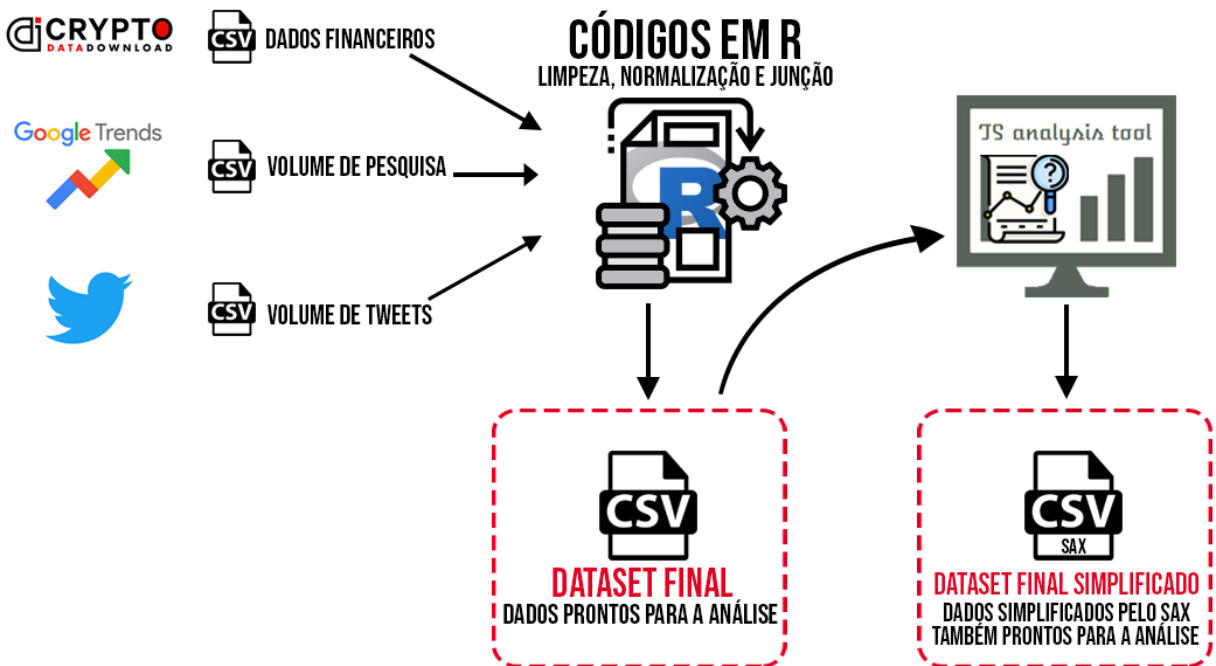 CRYPTO
DATADOWNLOAD
CSV
DADOS FINANCEIROS
Google Trends
CSV
VOLUME DE PESQUISA
CSV
VOLUME DE TWEETS
CÓDIGOS EM R
LIMPEZA, NORMALIZAÇÃO E JUNÇÃO
R
TS analysis tool
?
CSV
DATASET FINAL
DADOS PRONTOS PARA A ANÁLISE
CSV
SAX
DATASET FINAL SIMPLIFICADO
DADOS SIMPLIFICADOS PELO SAX
TAMBÉM PRONTOS PARA A ANÁLISE